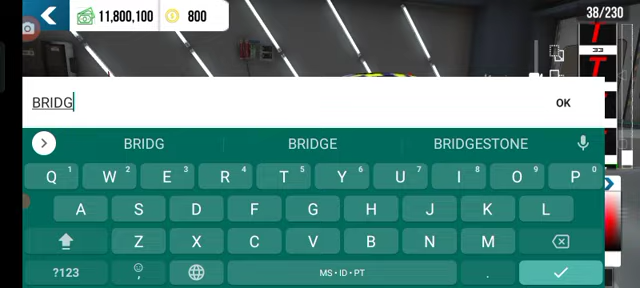 11,800,100 800 38/230
T
33
T
BRIDG OK
BRIDG BRIDGE BRIDGESTONE
Q 1 W 2 E 3 R 4 T 5 Y 6 U 7 I 8 O 9 P 0
A S D F G H J K L
Z X C V B N M
?123 , MS • ID • PT .